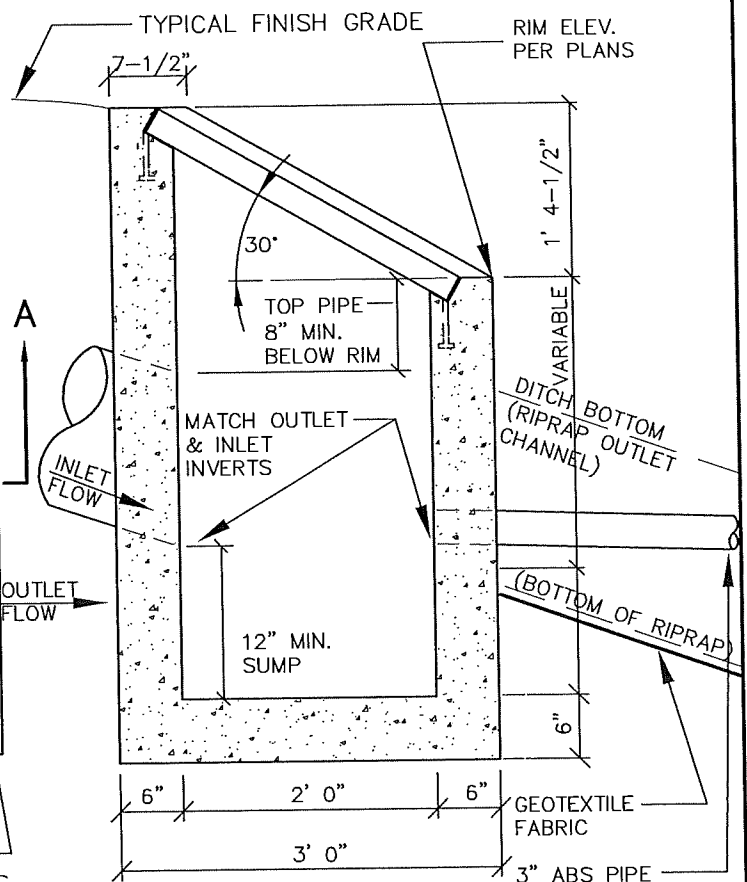 TYPICAL FINISH GRADE
RIM ELEV.
PER PLANS
7-1/2"
1' 4-1/2"
30°
A
TOP PIPE
8" MIN.
BELOW RIM
VARIABLE
DITCH BOTTOM
(RIPRAP OUTLET
CHANNEL)
MATCH OUTLET
& INLET
INVERTS
INLET
FLOW
OUTLET
FLOW
(BOTTOM OF RIPRAP)
12" MIN.
SUMP
6"
6"
2' 0"
6"
GEOTEXTILE
FABRIC
3' 0"
3" ABS PIPE